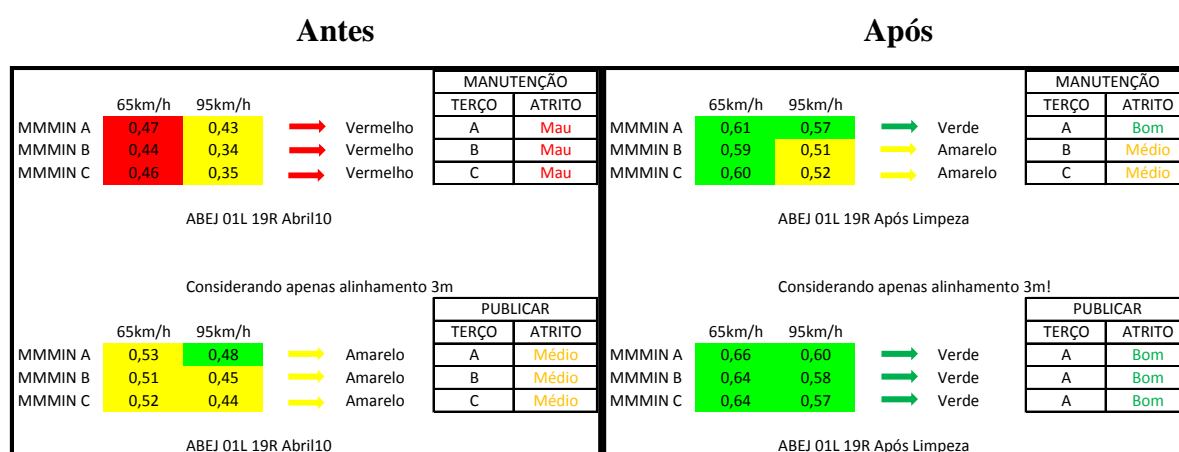 Antes
Após
MANUTENÇÃO
65km/h 95km/h TERÇO ATRITO
MMMIN A 0,47 0,43 Vermelho A Mau
MMMIN B 0,44 0,34 Vermelho B Mau
MMMIN C 0,46 0,35 Vermelho C Mau
ABEJ 01L 19R Abril10
Considerando apenas alinhamento 3m
PUBLICAR
65km/h 95km/h TERÇO ATRITO
MMMIN A 0,53 0,48 Amarelo A Médio
MMMIN B 0,51 0,45 Amarelo B Médio
MMMIN C 0,52 0,44 Amarelo C Médio
ABEJ 01L 19R Abril10
MANUTENÇÃO
65km/h 95km/h TERÇO ATRITO
MMMIN A 0,61 0,57 Verde A Bom
MMMIN B 0,59 0,51 Amarelo B Médio
MMMIN C 0,60 0,52 Amarelo C Médio
ABEJ 01L 19R Após Limpeza
Considerando apenas alinhamento 3m!
PUBLICAR
65km/h 95km/h TERÇO ATRITO
MMMIN A 0,66 0,60 Verde A Bom
MMMIN B 0,64 0,58 Verde A Bom
MMMIN C 0,64 0,57 Verde A Bom
ABEJ 01L 19R Após Limpeza